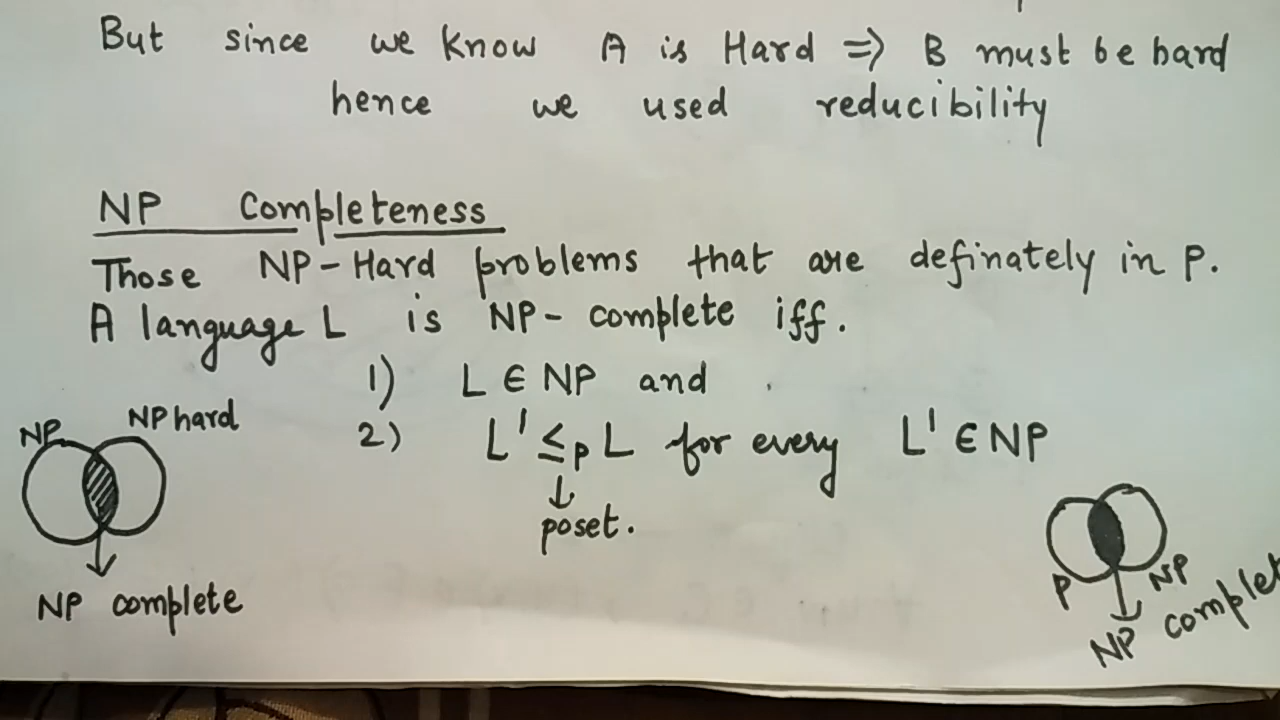 But since we know A is Hard => B must be hard
hence we used reducibility
NP Completeness
Those NP-Hard problems that are definately in P.
A language L is NP-complete iff.
1) L ∈ NP and
2) L' ≤p L for every L' ∈ NP
poset.
NP NP hard
NP complete
P NP
NP complet